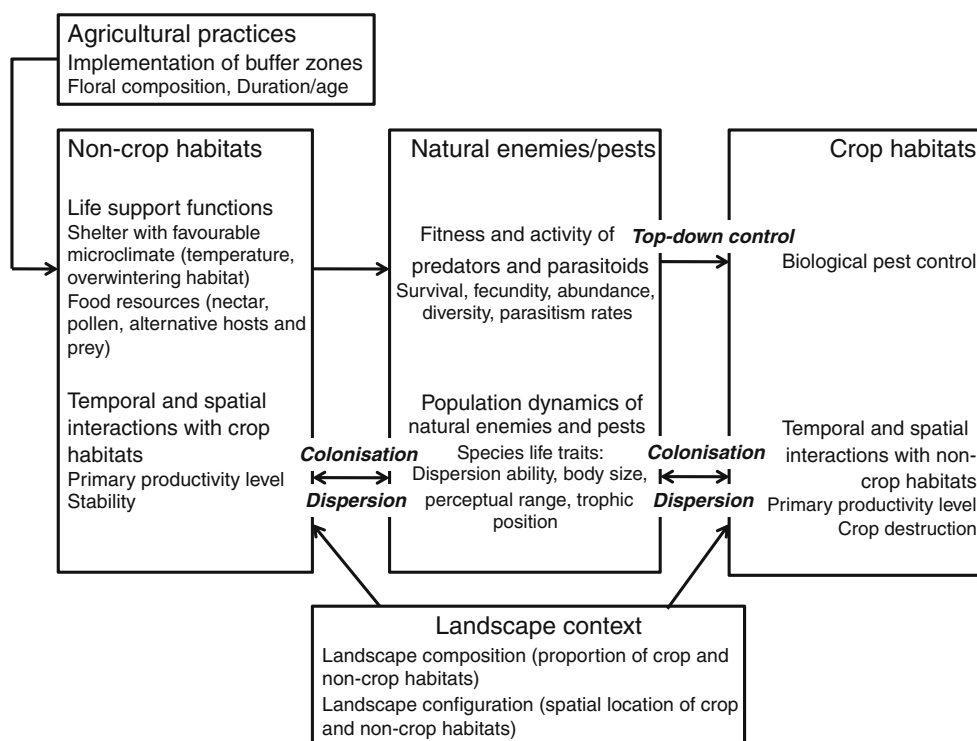 Agricultural practices
Implementation of buffer zones
Floral composition, Duration/age
Non-crop habitats
Life support functions
Shelter with favourable
microclimate (temperature,
overwintering habitat)
Food resources (nectar,
pollen, alternative hosts and
prey)
Temporal and spatial
interactions with crop
habitats
Primary productivity level
Stability
Colonisation
Dispersion
Natural enemies/pests
Fitness and activity of
predators and parasitoids
Survival, fecundity, abundance,
diversity, parasitism rates
Population dynamics of
natural enemies and pests
Species life traits:
Dispersion ability, body size,
perceptual range, trophic
position
Top-down control
Colonisation
Dispersion
Crop habitats
Biological pest control
Temporal and spatial
interactions with non-
crop habitats
Primary productivity level
Crop destruction
Landscape context
Landscape composition (proportion of crop and
non-crop habitats)
Landscape configuration (spatial location of crop
and non-crop habitats)